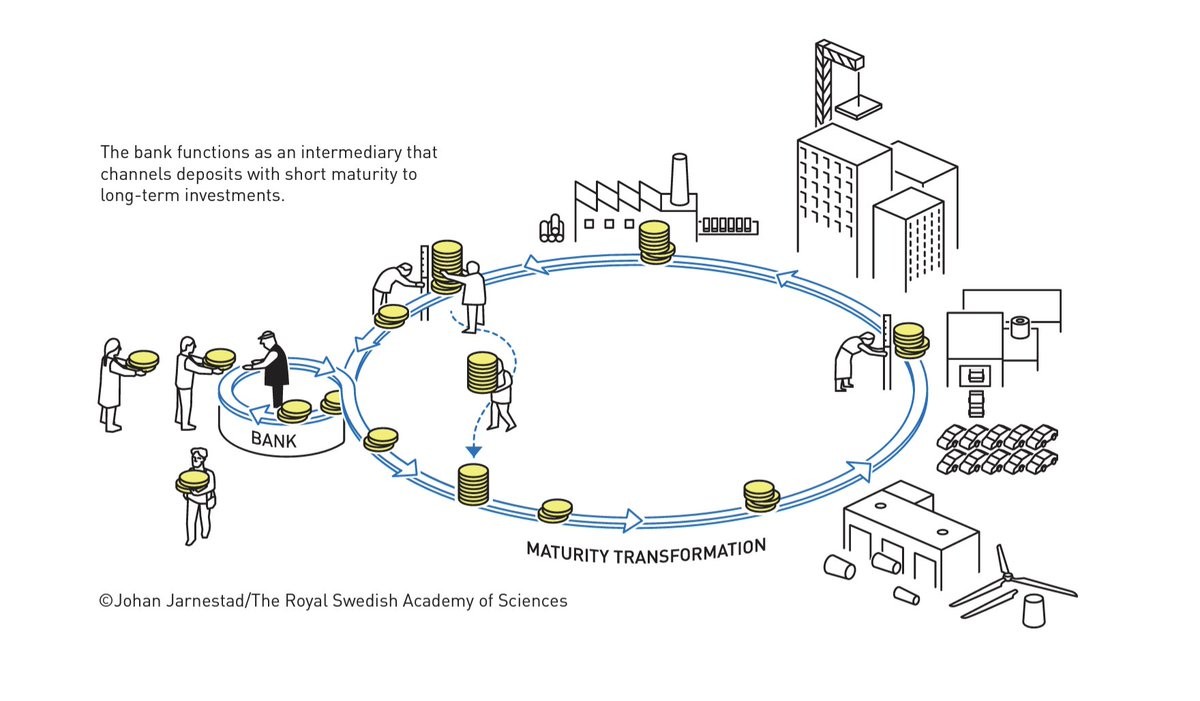 The bank functions as an intermediary that
channels deposits with short maturity to
long-term investments.
BANK
MATURITY TRANSFORMATION
©Johan Jarnestad/The Royal Swedish Academy of Sciences